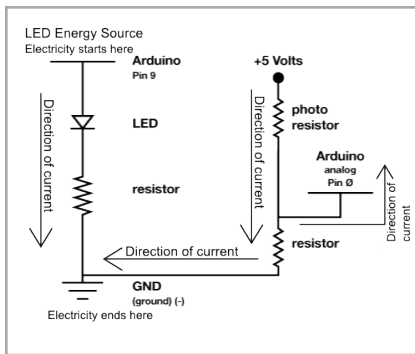 LED Energy Source
Electricity starts here
Arduino
Pin 9
LED
resistor
Direction of current
+5 Volts
photo
resistor
Direction of current
Arduino
analog
Pin Ø
Direction of
current
resistor
Direction of current
GND
(ground) (-)
Electricity ends here